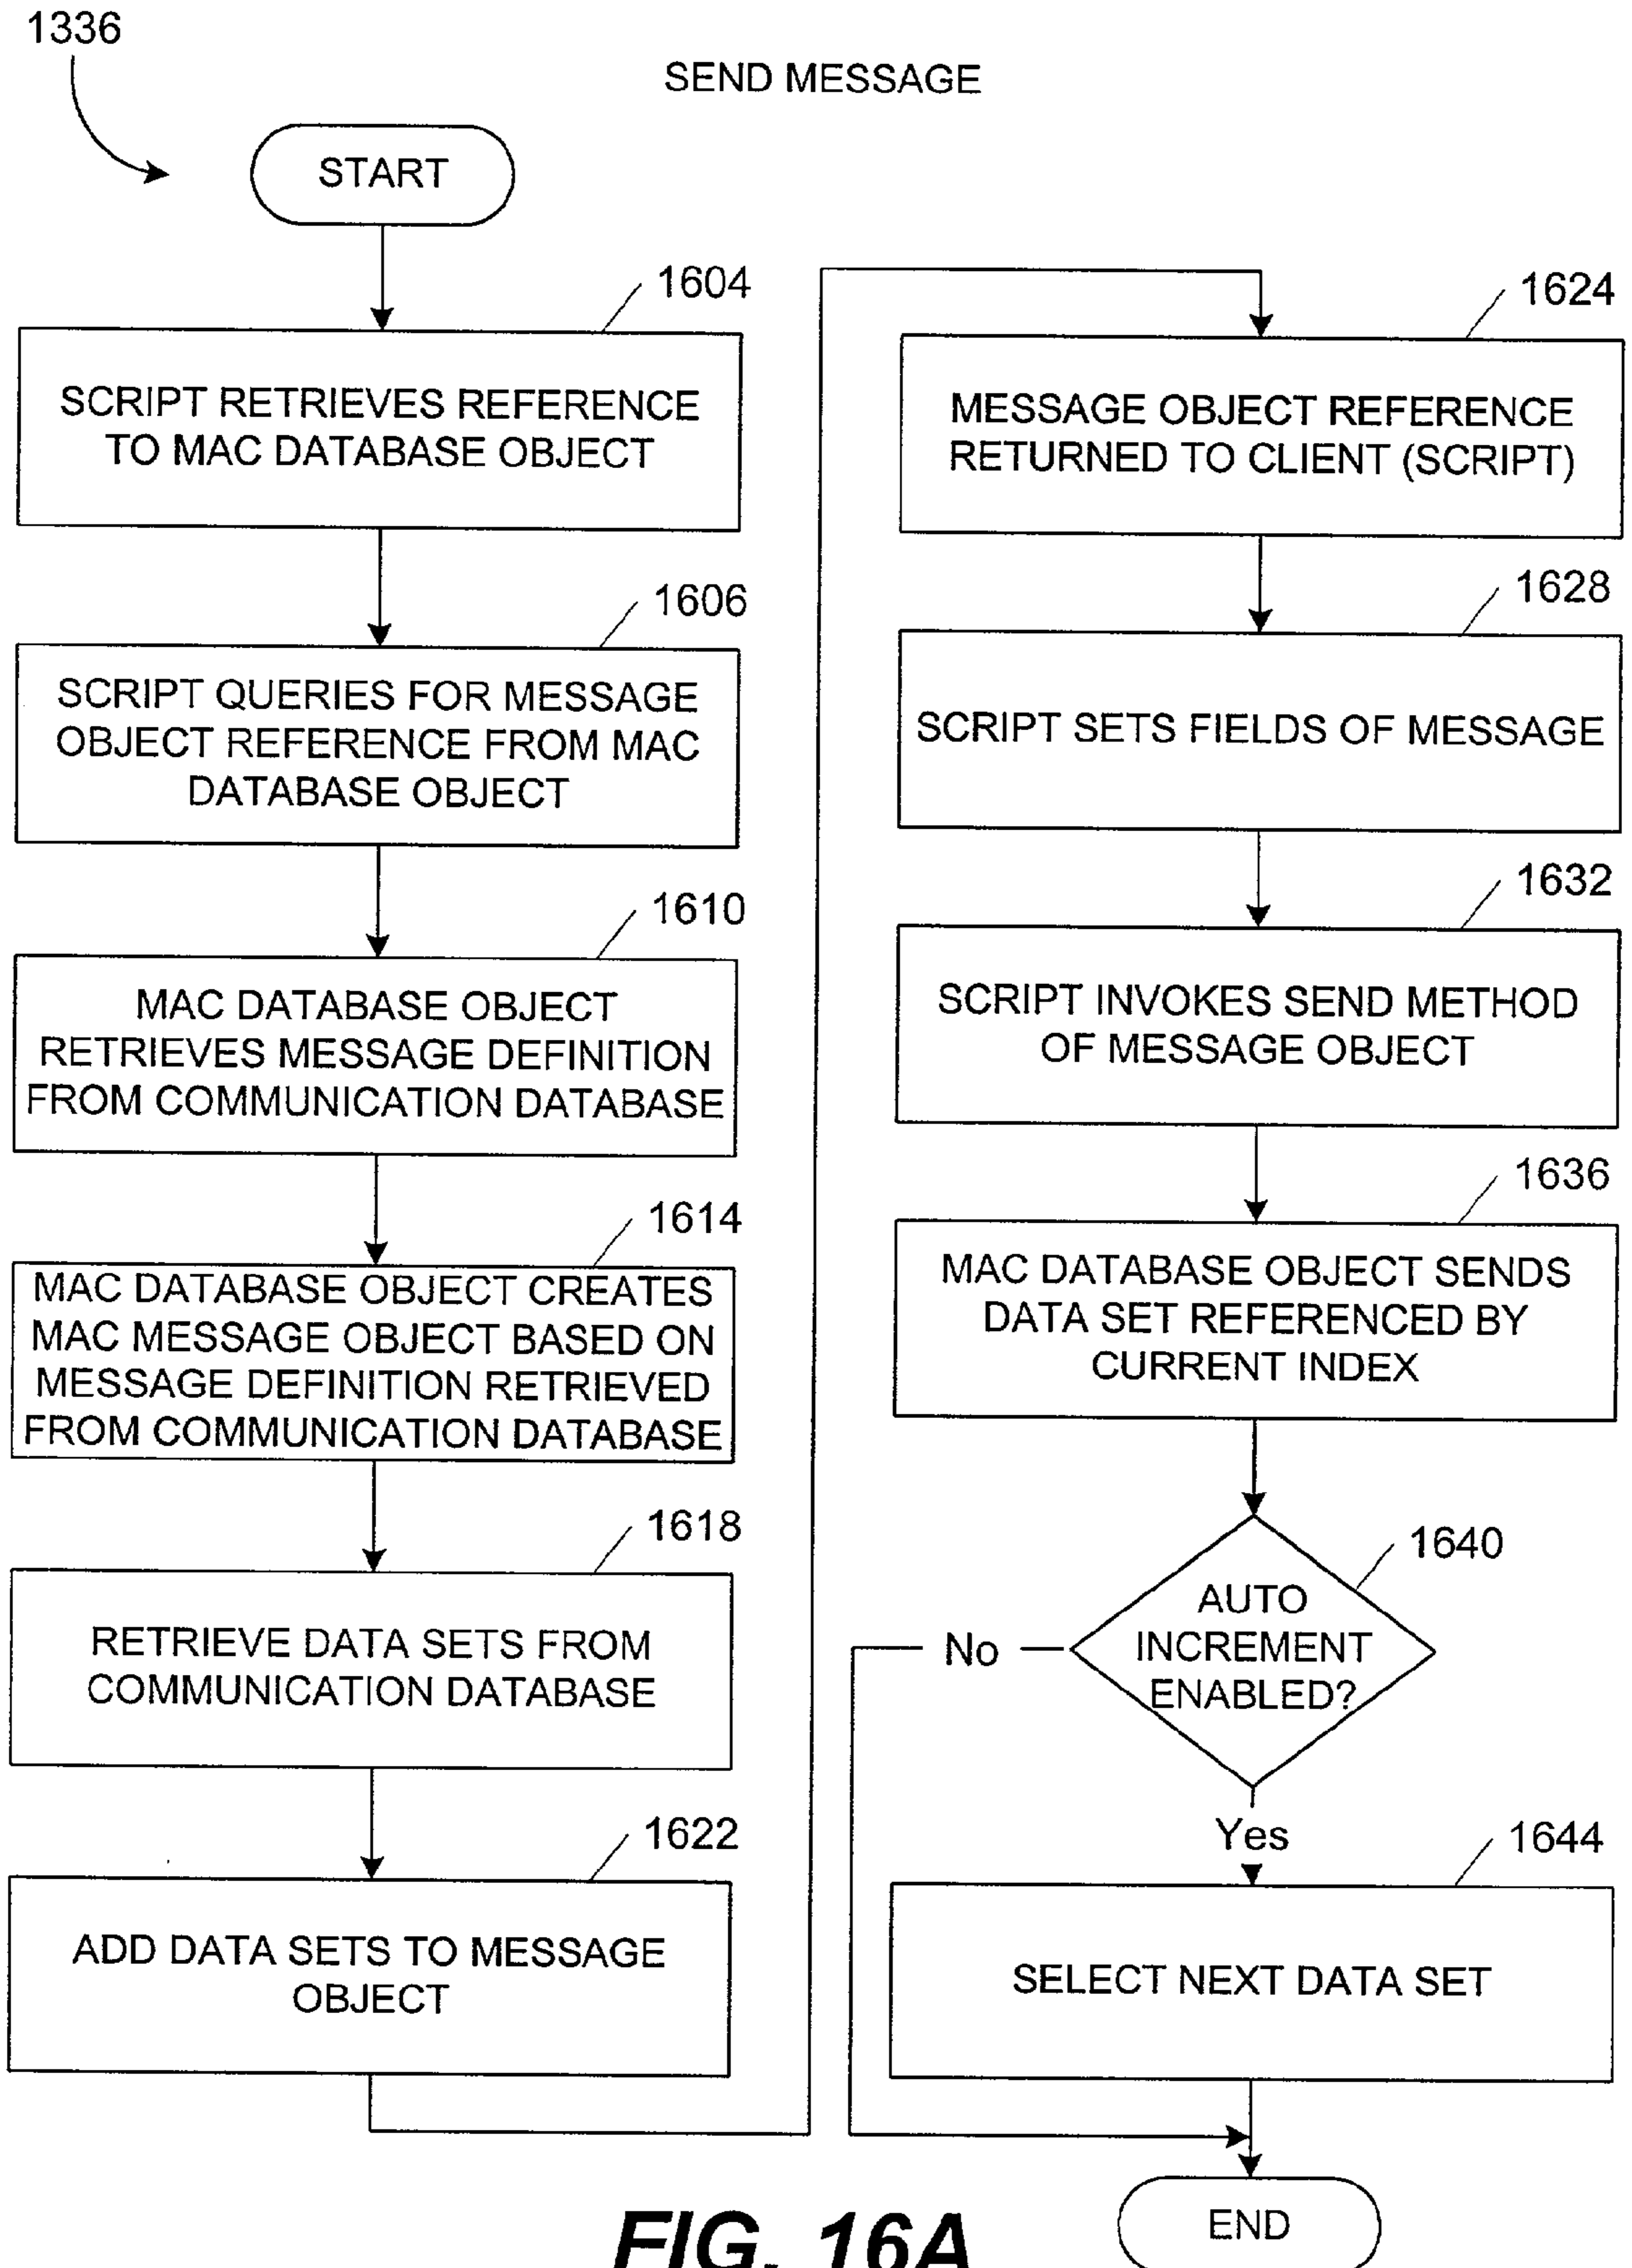 1336
SEND MESSAGE
START
1604
SCRIPT RETRIEVES REFERENCE
TO MAC DATABASE OBJECT
1606
SCRIPT QUERIES FOR MESSAGE
OBJECT REFERENCE FROM MAC
DATABASE OBJECT
1610
MAC DATABASE OBJECT
RETRIEVES MESSAGE DEFINITION
FROM COMMUNICATION DATABASE
1614
MAC DATABASE OBJECT CREATES
MAC MESSAGE OBJECT BASED ON
MESSAGE DEFINITION RETRIEVED
FROM COMMUNICATION DATABASE
1618
RETRIEVE DATA SETS FROM
COMMUNICATION DATABASE
1622
ADD DATA SETS TO MESSAGE
OBJECT
1624
MESSAGE OBJECT REFERENCE
RETURNED TO CLIENT (SCRIPT)
1628
SCRIPT SETS FIELDS OF MESSAGE
1632
SCRIPT INVOKES SEND METHOD
OF MESSAGE OBJECT
1636
MAC DATABASE OBJECT SENDS
DATA SET REFERENCED BY
CURRENT INDEX
1640
AUTO
INCREMENT
ENABLED?
No
Yes
1644
SELECT NEXT DATA SET
END
FIG. 16A